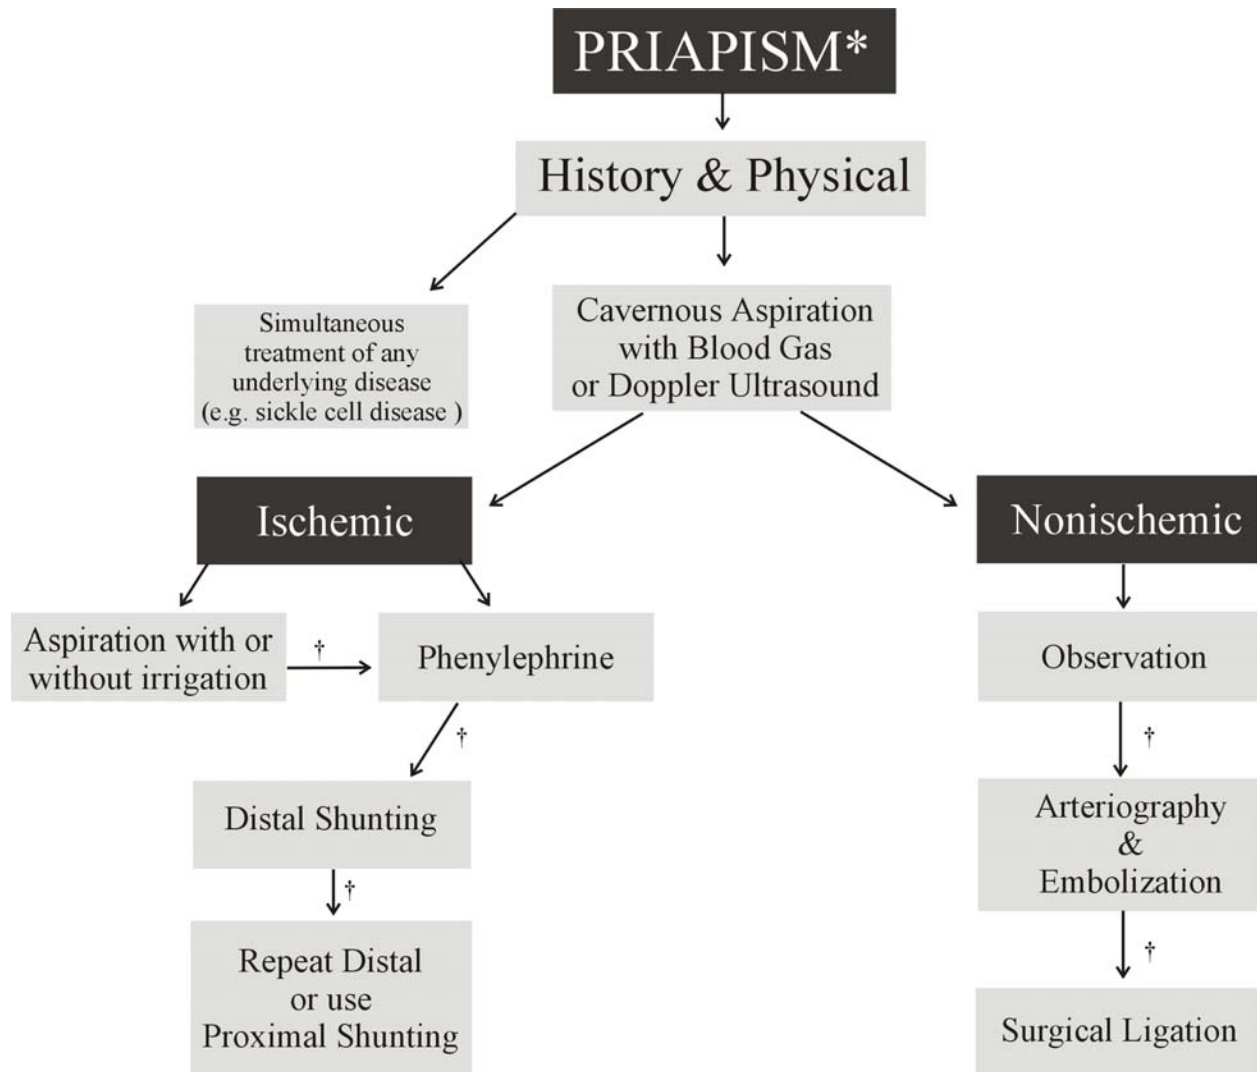 PRIAPISM*
History & Physical
Simultaneous
treatment of any
underlying disease
(e.g. sickle cell disease )
Cavernous Aspiration
with Blood Gas
or Doppler Ultrasound
Ischemic
Nonischemic
Aspiration with or
without irrigation
†
Phenylephrine
Observation
†
†
Distal Shunting
Arteriography
&
Embolization
†
†
Repeat Distal
or use
Proximal Shunting
Surgical Ligation